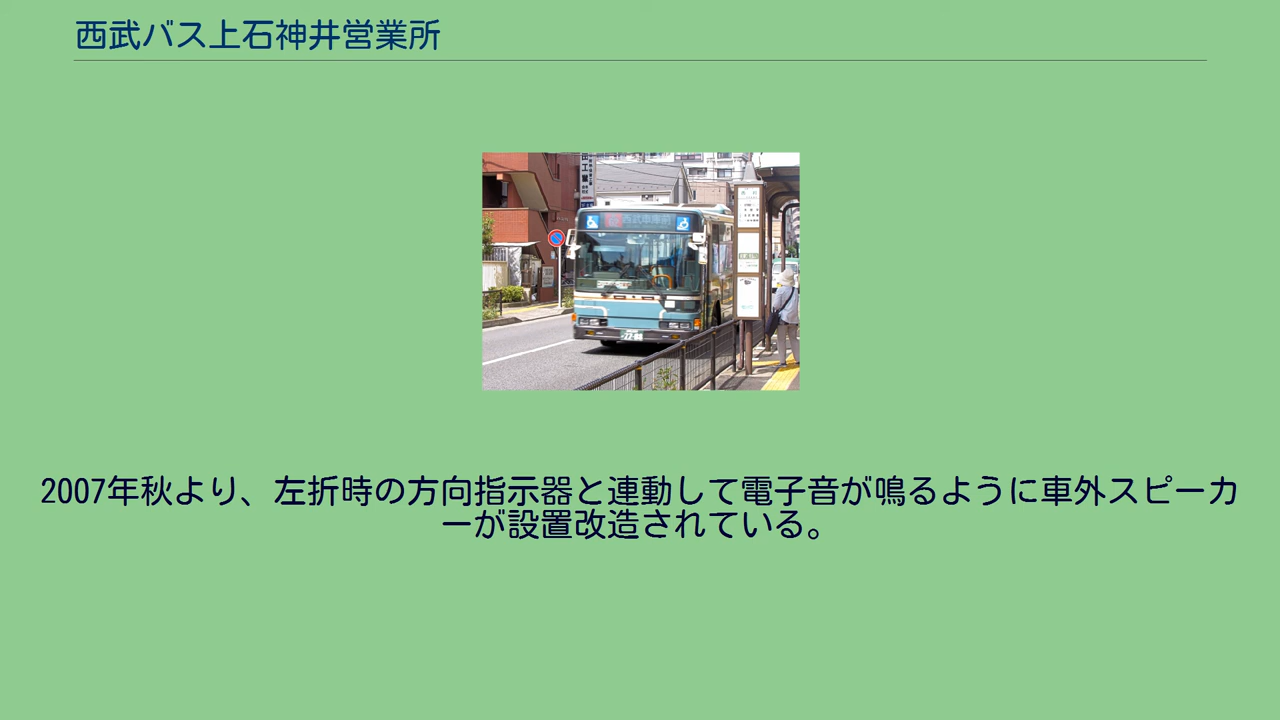 西武バス上石神井営業所
2007年秋より、左折時の方向指示器と連動して電子音が鳴るように車外スピーカ
ーが設置改造されている。